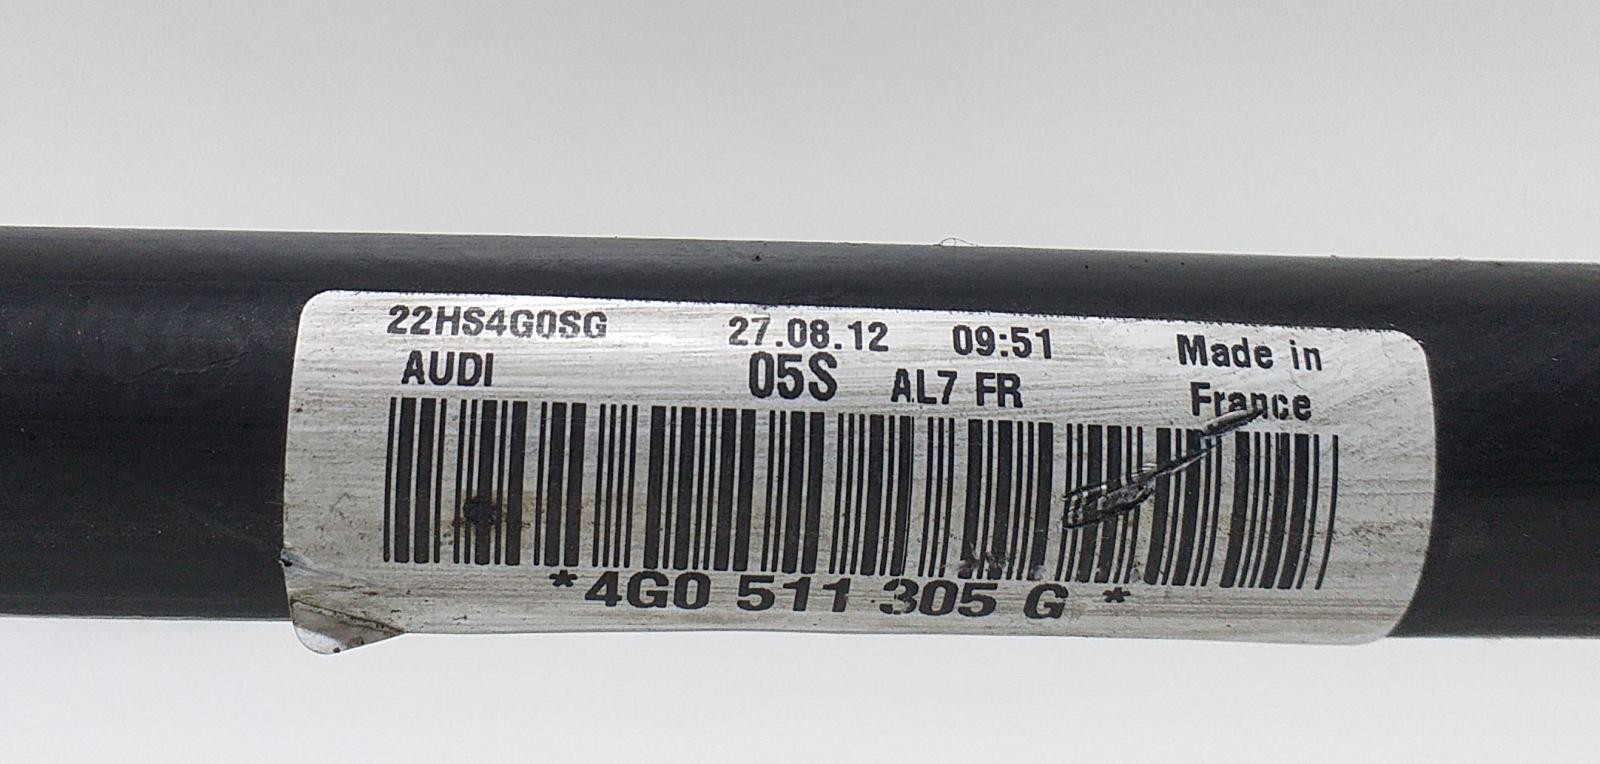 22HS4G0SG 27.08.12 09:51 Made in
AUDI 05S AL7 FR France
*4G0 511 305 G *